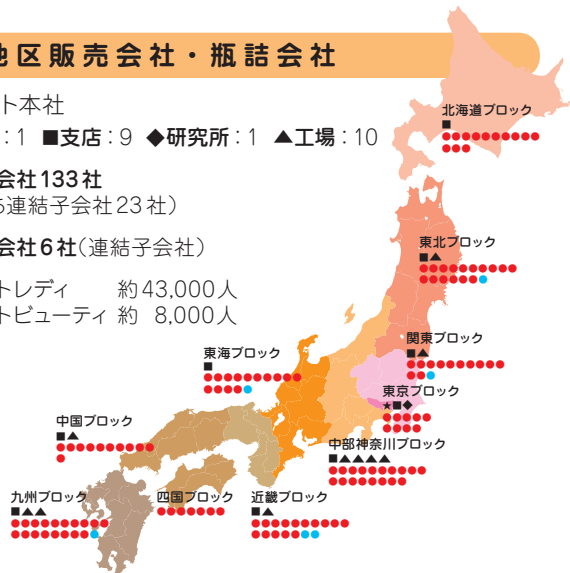 地区販売会社・瓶詰会社
ト本社
：1 ■支店：9 ◆研究所：1 ▲工場：10
会社133社
連結子会社23社）
会社6社(連結子会社）
トレディ 約43,000人
トビューティ 約 8,000人
北海道ブロック
東北ブロック
関東ブロック
東海ブロック
東京ブロック
中国ブロック
中部神奈川ブロック
九州ブロック
四国ブロック
近畿ブロック